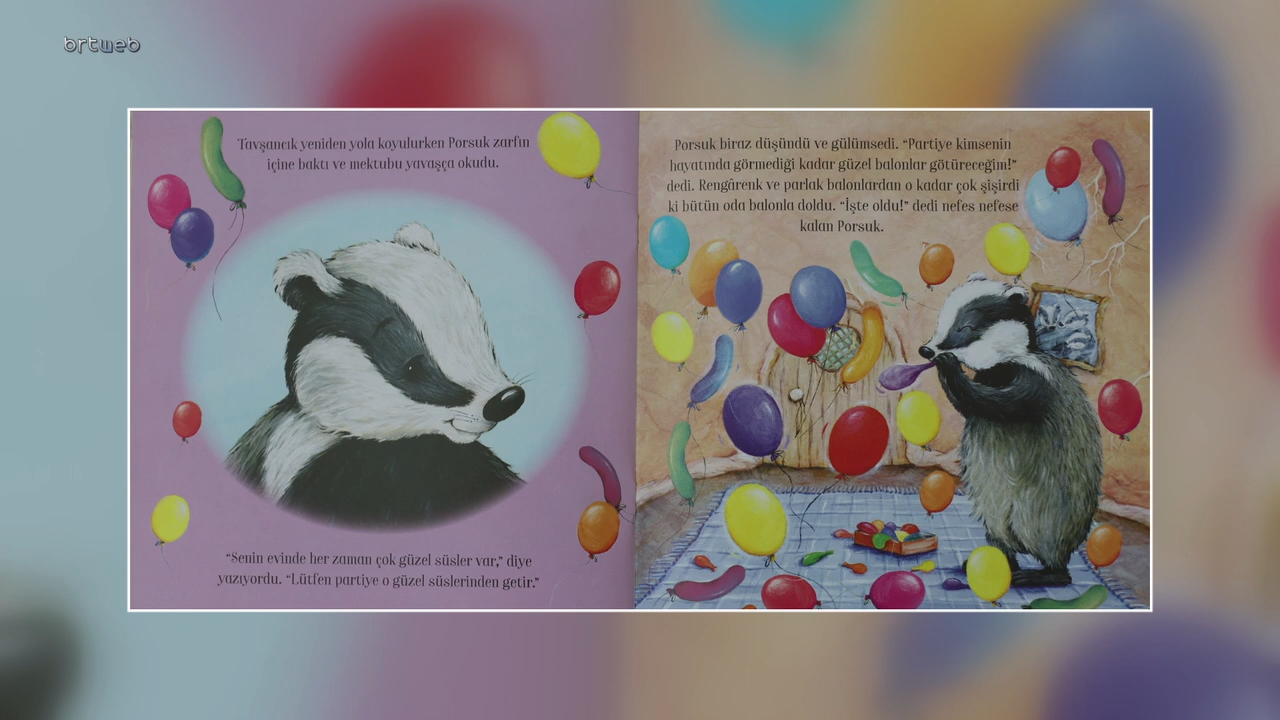 brtweb
Tavşancık yeniden yola koyulurken Porsuk zarfın
içine baktı ve mektubu yavaşça okudu.
“Senin evinde her zaman çok güzel süsler var,” diye
yazıyordu. “Lütfen partiye o güzel süslerinden getir.”
Porsuk biraz düşündü ve gülümsedi. “Partiye kimsenin
hayatında görmediği kadar güzel balonlar götüreceğim!”
dedi. Rengârenk ve parlak balonlardan o kadar çok şişirdi
ki bütün oda balonla doldu. “İşte oldu!” dedi nefes nefese
kalan Porsuk.